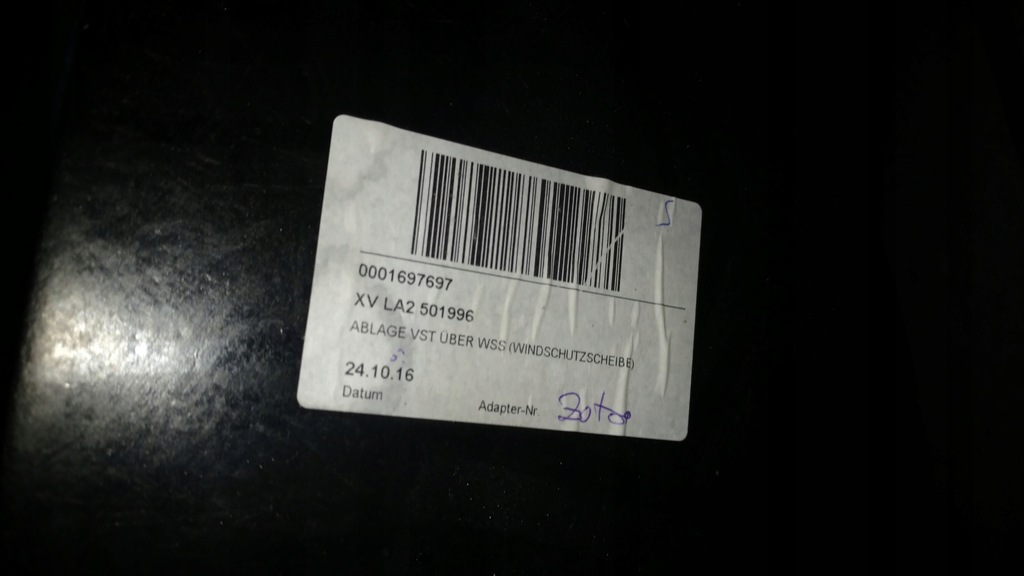 0001697697
XV LA2 501996
ABLAGE VST ÜBER WSS (WINDSCHUTZSCHEIBE)
24.10.16
Datum
Adapter-Nr.